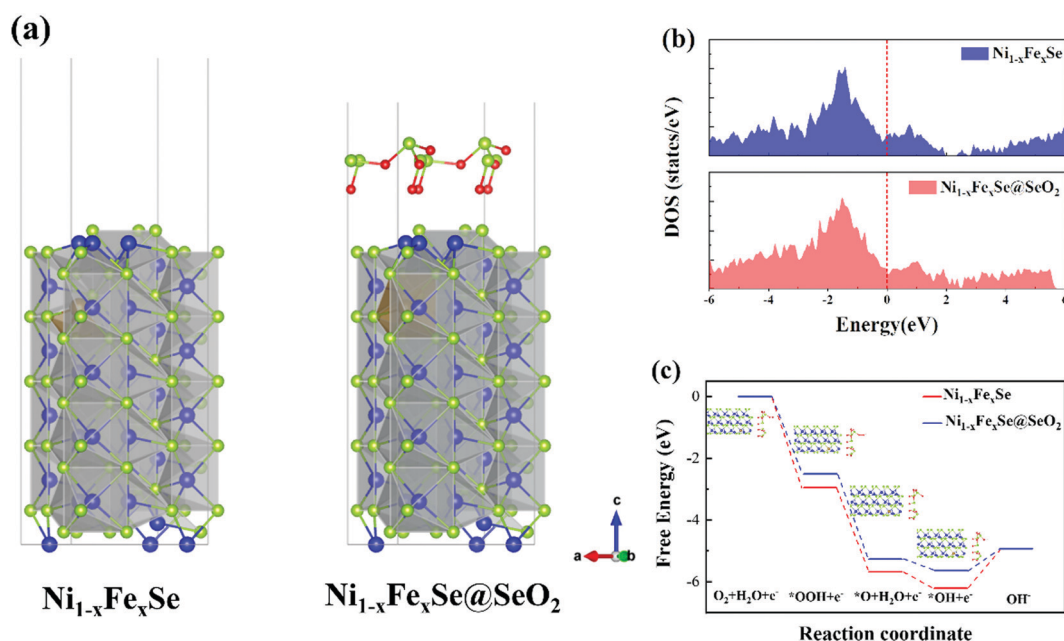 (a)
Ni₁₋ₓFeₓSe
Ni₁₋ₓFeₓSe@SeO₂
c
a
b
(b)
Ni₁₋ₓFeₓSe
Ni₁₋ₓFeₓSe@SeO₂
DOS (states/eV)
-6 -4 -2 0 2 4 6
Energy(eV)
(c)
Ni₁₋ₓFeₓSe
Ni₁₋ₓFeₓSe@SeO₂
Free Energy (eV)
0
-2
-4
-6
O₂+H₂O+e⁻ *OOH+e⁻ *O+H₂O+e⁻ *OH+e⁻ OH⁻
Reaction coordinate